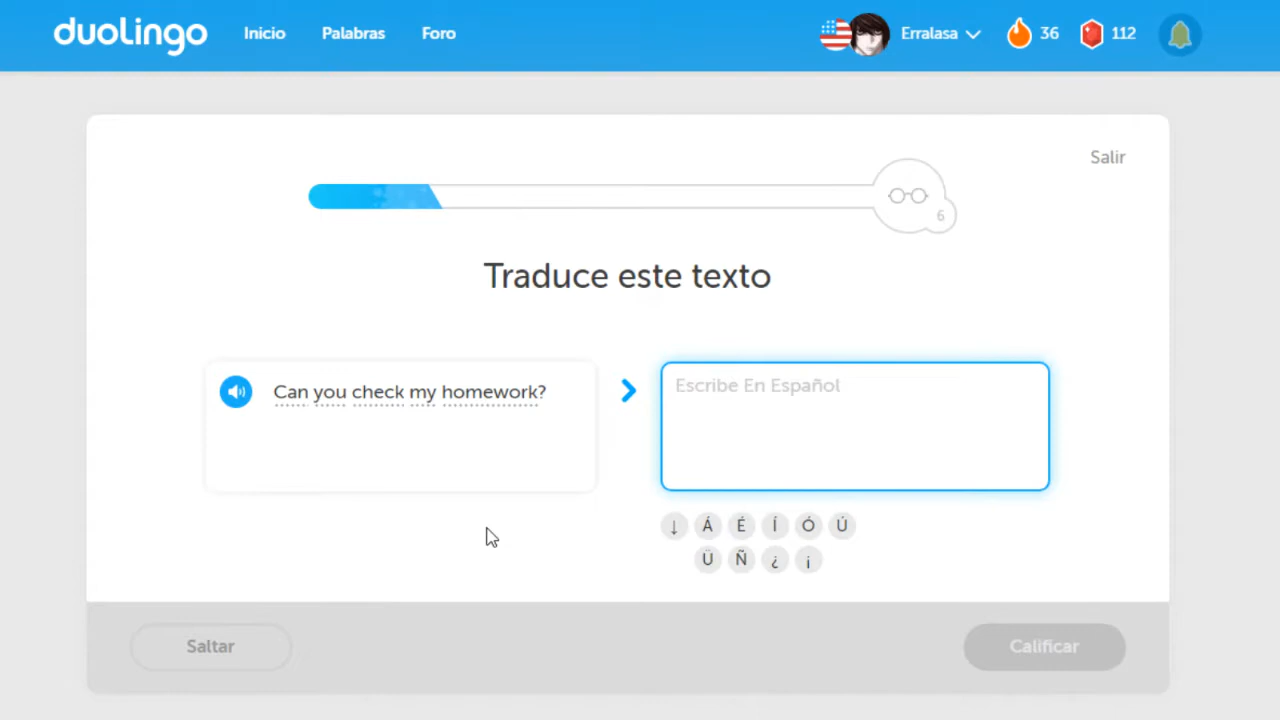 duolingo Inicio Palabras Foro Erralasa 36 112
Salir
6
Traduce este texto
Can you check my homework?
Escribe En Español
↓ Á É Í Ó Ú
Ü Ñ ¿ ¡
Saltar Calificar